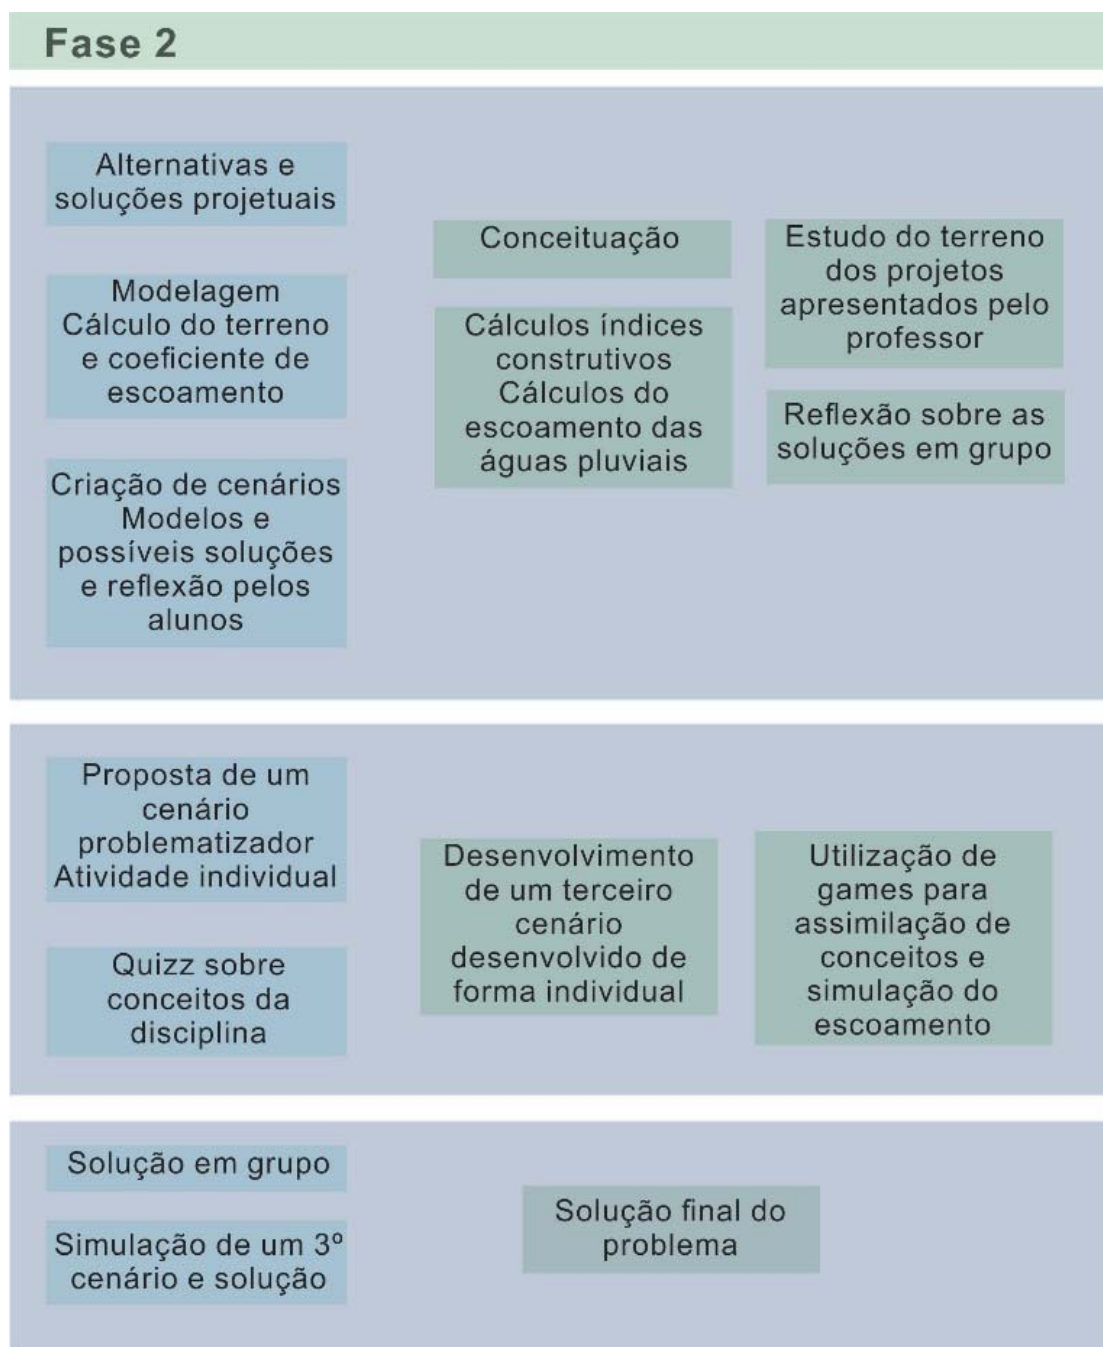 Fase 2
Alternativas e
soluções projetuais
Modelagem
Cálculo do terreno
e coeficiente de
escoamento
Criação de cenários
Modelos e
possíveis soluções
e reflexão pelos
alunos
Conceituação
Cálculos índices
construtivos
Cálculos do
escoamento das
águas pluviais
Estudo do terreno
dos projetos
apresentados pelo
professor
Reflexão sobre as
soluções em grupo
Proposta de um
cenário
problematizador
Atividade individual
Quizz sobre
conceitos da
disciplina
Desenvolvimento
de um terceiro
cenário
desenvolvido de
forma individual
Utilização de
games para
assimilação de
conceitos e
simulação do
escoamento
Solução em grupo
Simulação de um 3º
cenário e solução
Solução final do
problema